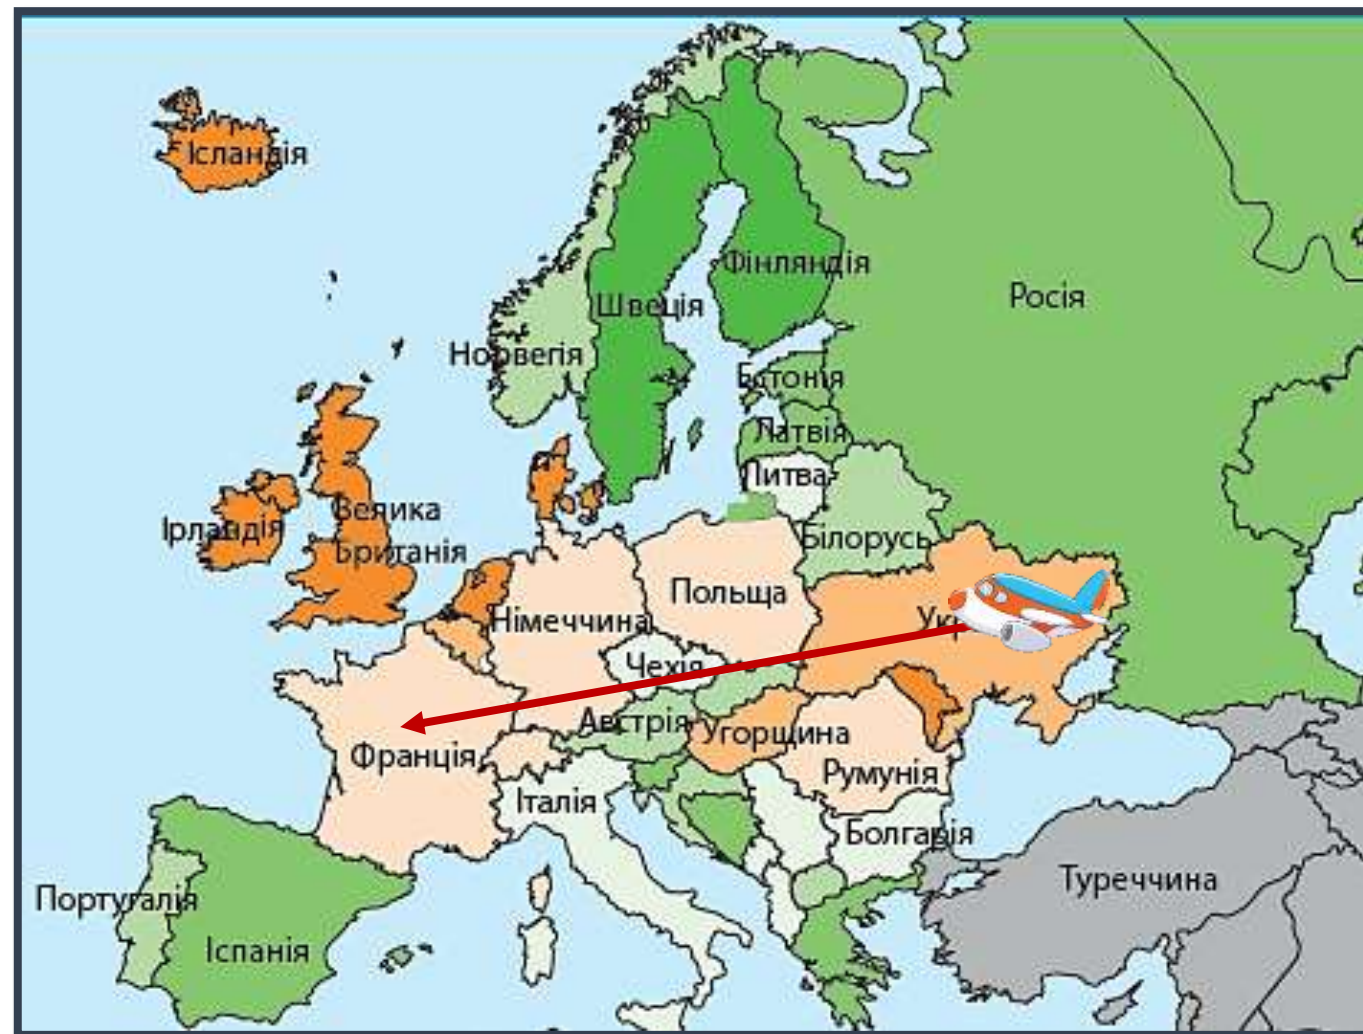 Ісландія
Фінляндія
Росія
Швеція
Норвегія
Естонія
Латвія
Литва
Велика
Британія
Ірландія
Білорусь
Польща
Німеччина
Ук
Чехія
Австрія
Угорщина
Франція
Румунія
Італія
Болгарія
Туреччина
Португалія
Іспанія